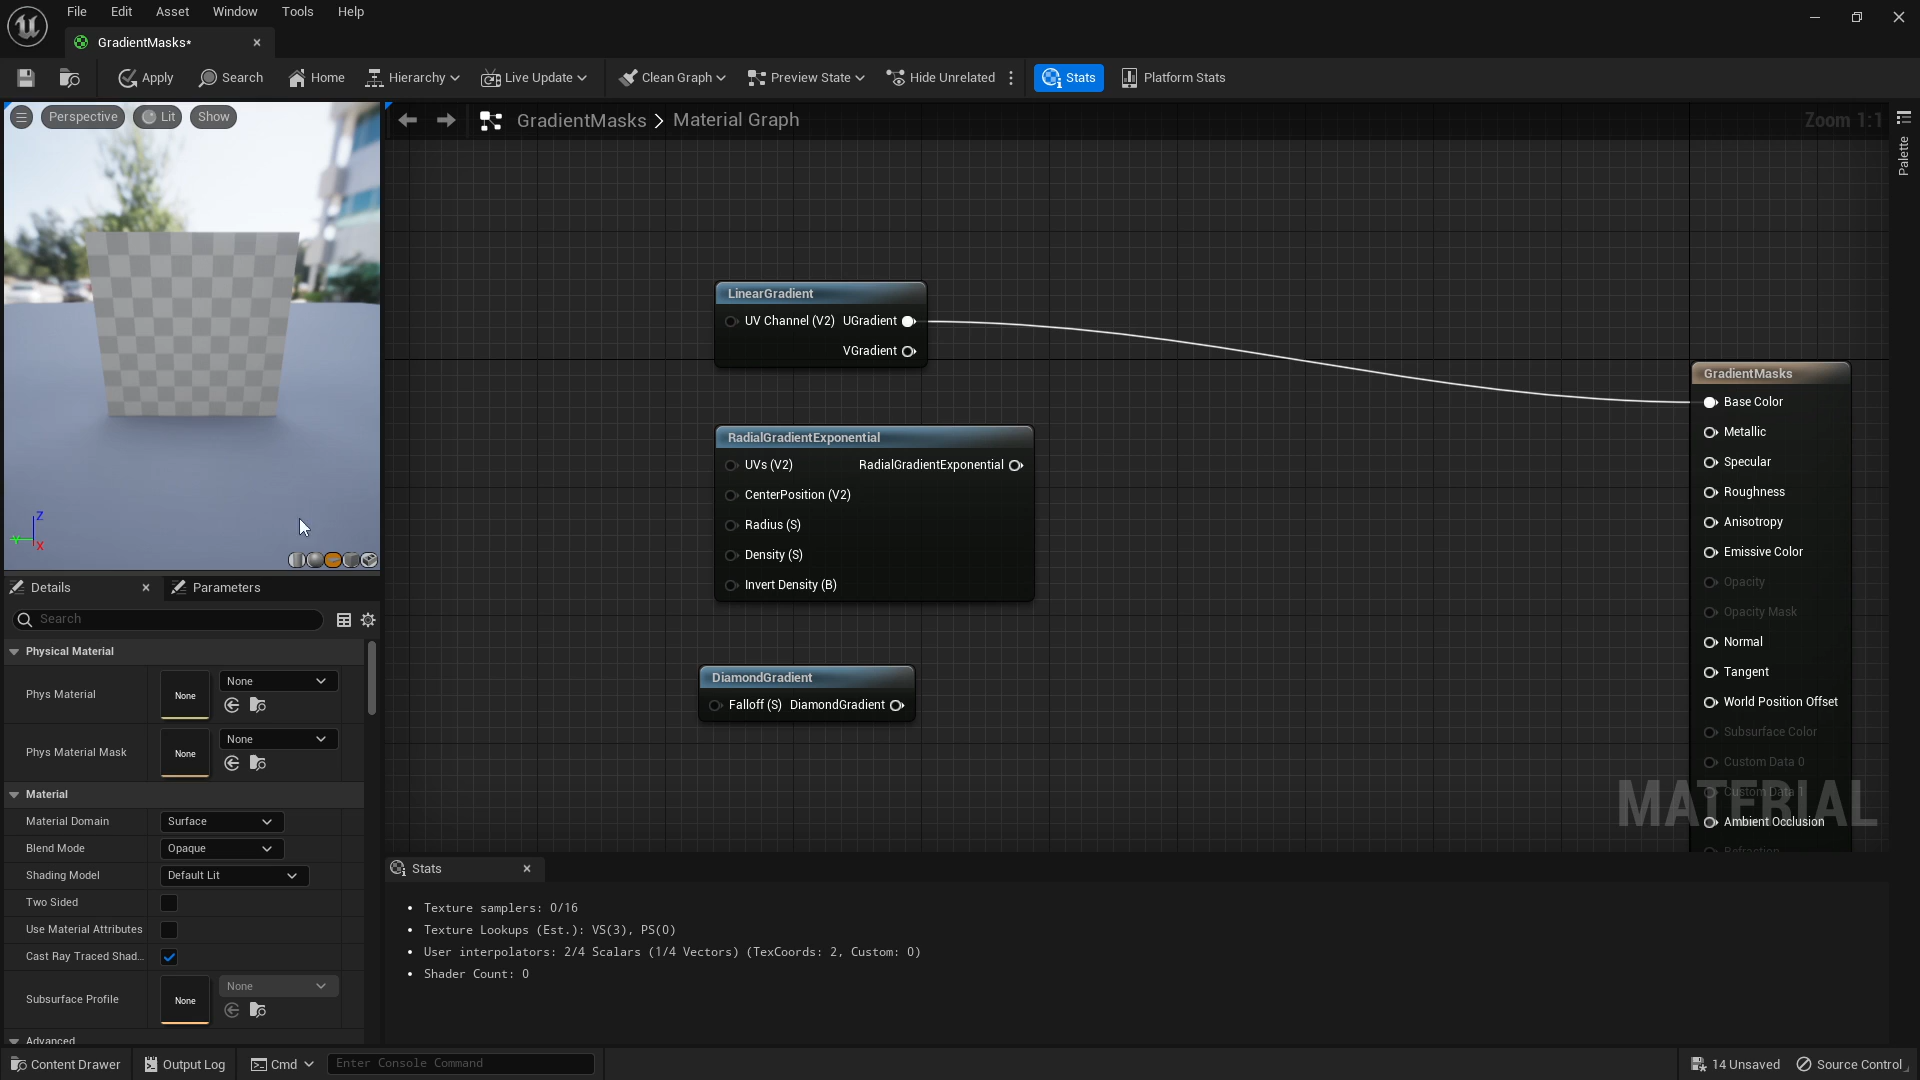 File Edit Asset Window Tools Help
GradientMasks*
Apply Search Home Hierarchy Live Update Clean Graph Preview State Hide Unrelated Stats Platform Stats
Perspective Lit Show
GradientMasks > Material Graph
Zoom 1:1
Palette
LinearGradient
UV Channel (V2) UGradient
VGradient
RadialGradientExponential
UVs (V2) RadialGradientExponential
CenterPosition (V2)
Radius (S)
Density (S)
Invert Density (B)
DiamondGradient
Falloff (S) DiamondGradient
GradientMasks
Base Color
Metallic
Specular
Roughness
Anisotropy
Emissive Color
Opacity
Opacity Mask
Normal
Tangent
World Position Offset
Subsurface Color
Custom Data 0
Custom Data 1
Ambient Occlusion
Refraction
MATERIAL
Z
Y
X
Details Parameters
Search
Physical Material
Phys Material None None
Phys Material Mask None None
Material
Material Domain Surface
Blend Mode Opaque
Shading Model Default Lit
Two Sided
Use Material Attributes
Cast Ray Traced Shad...
Subsurface Profile None None
Advanced
Stats
• Texture samplers: 0/16
• Texture Lookups (Est.): VS(3), PS(0)
• User interpolators: 2/4 Scalars (1/4 Vectors) (TexCoords: 2, Custom: 0)
• Shader Count: 0
Content Drawer Output Log Cmd Enter Console Command 14 Unsaved Source Control